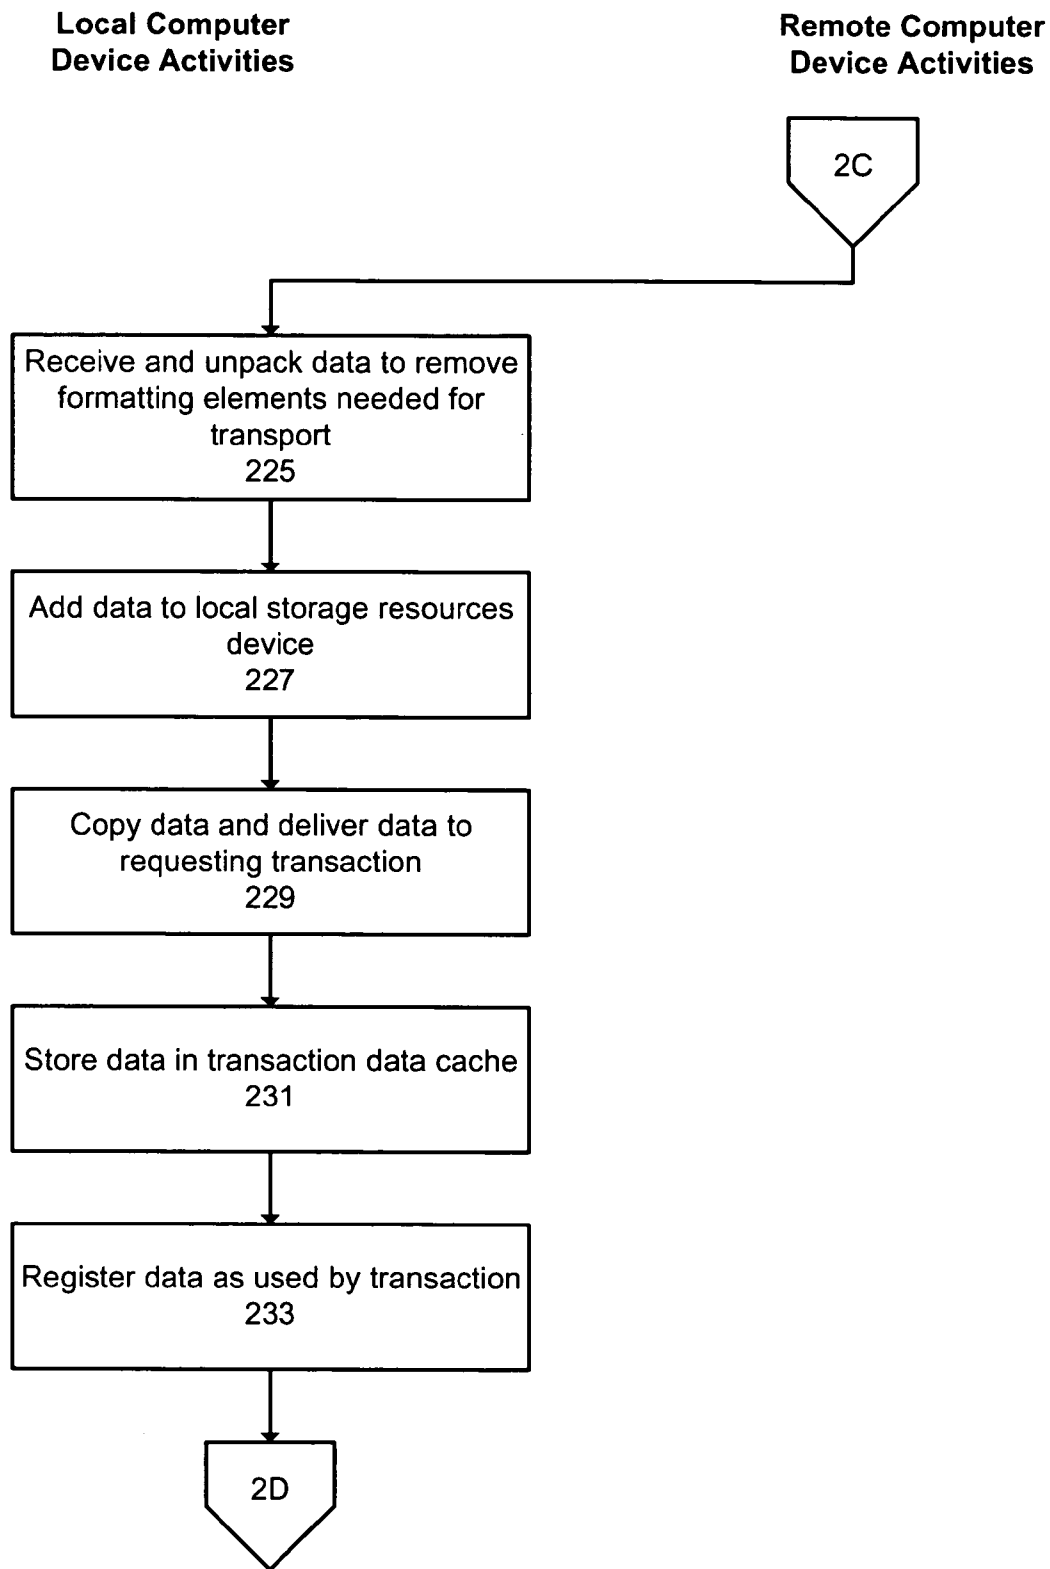 Local Computer
Device Activities
Remote Computer
Device Activities
2C
Receive and unpack data to remove
formatting elements needed for
transport
225
Add data to local storage resources
device
227
Copy data and deliver data to
requesting transaction
229
Store data in transaction data cache
231
Register data as used by transaction
233
2D